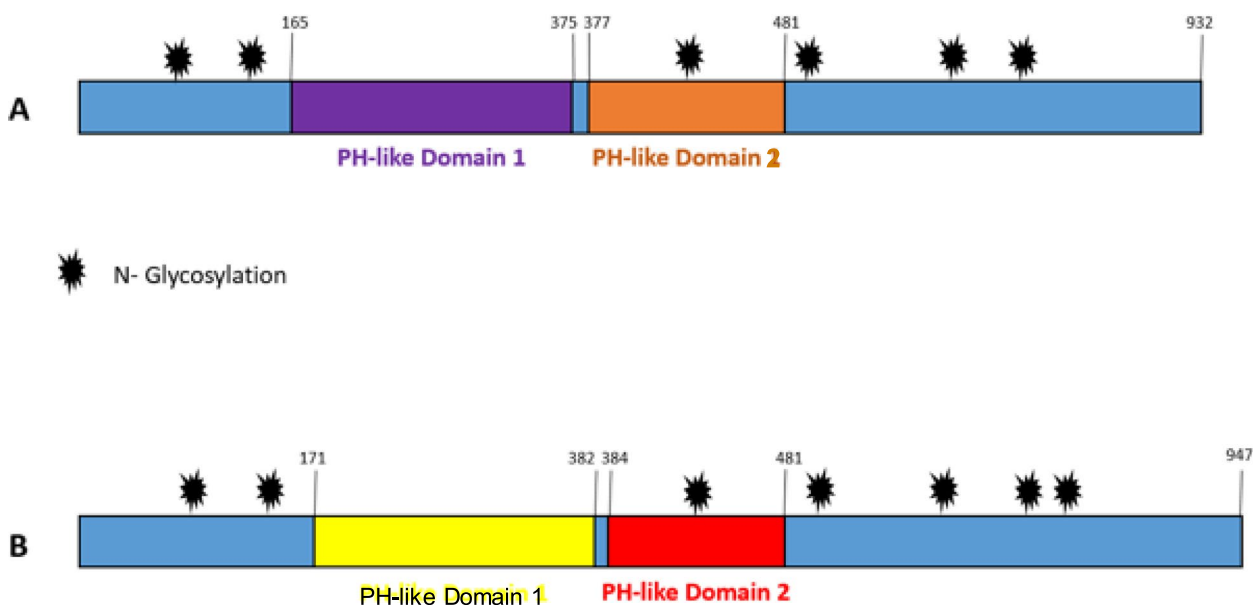 165 375 377 481 932
A
PH-like Domain 1 PH-like Domain 2
N- Glycosylation
171 382 384 481 947
B
PH-like Domain 1 PH-like Domain 2